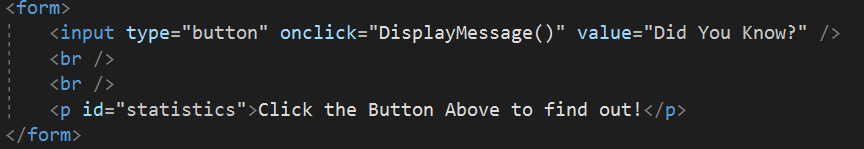 <form>
<input type="button" onclick="DisplayMessage()" value="Did You Know?" />
<br />
<br />
<p id="statistics">Click the Button Above to find out!</p>
</form>